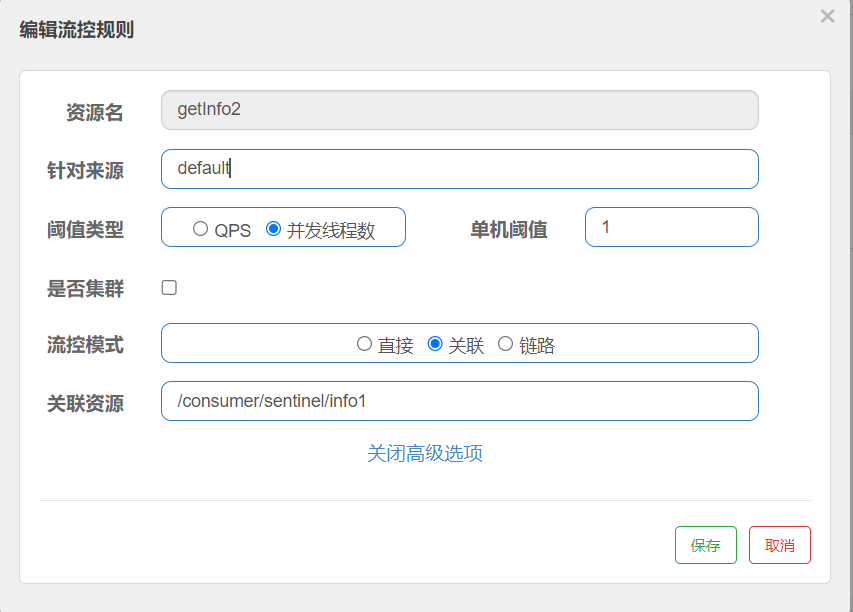 编辑流控规则
×
资源名 getInfo2
针对来源 default
阈值类型 QPS 并发线程数 单机阈值 1
是否集群
流控模式 直接 关联 链路
关联资源 /consumer/sentinel/info1
关闭高级选项
保存 取消